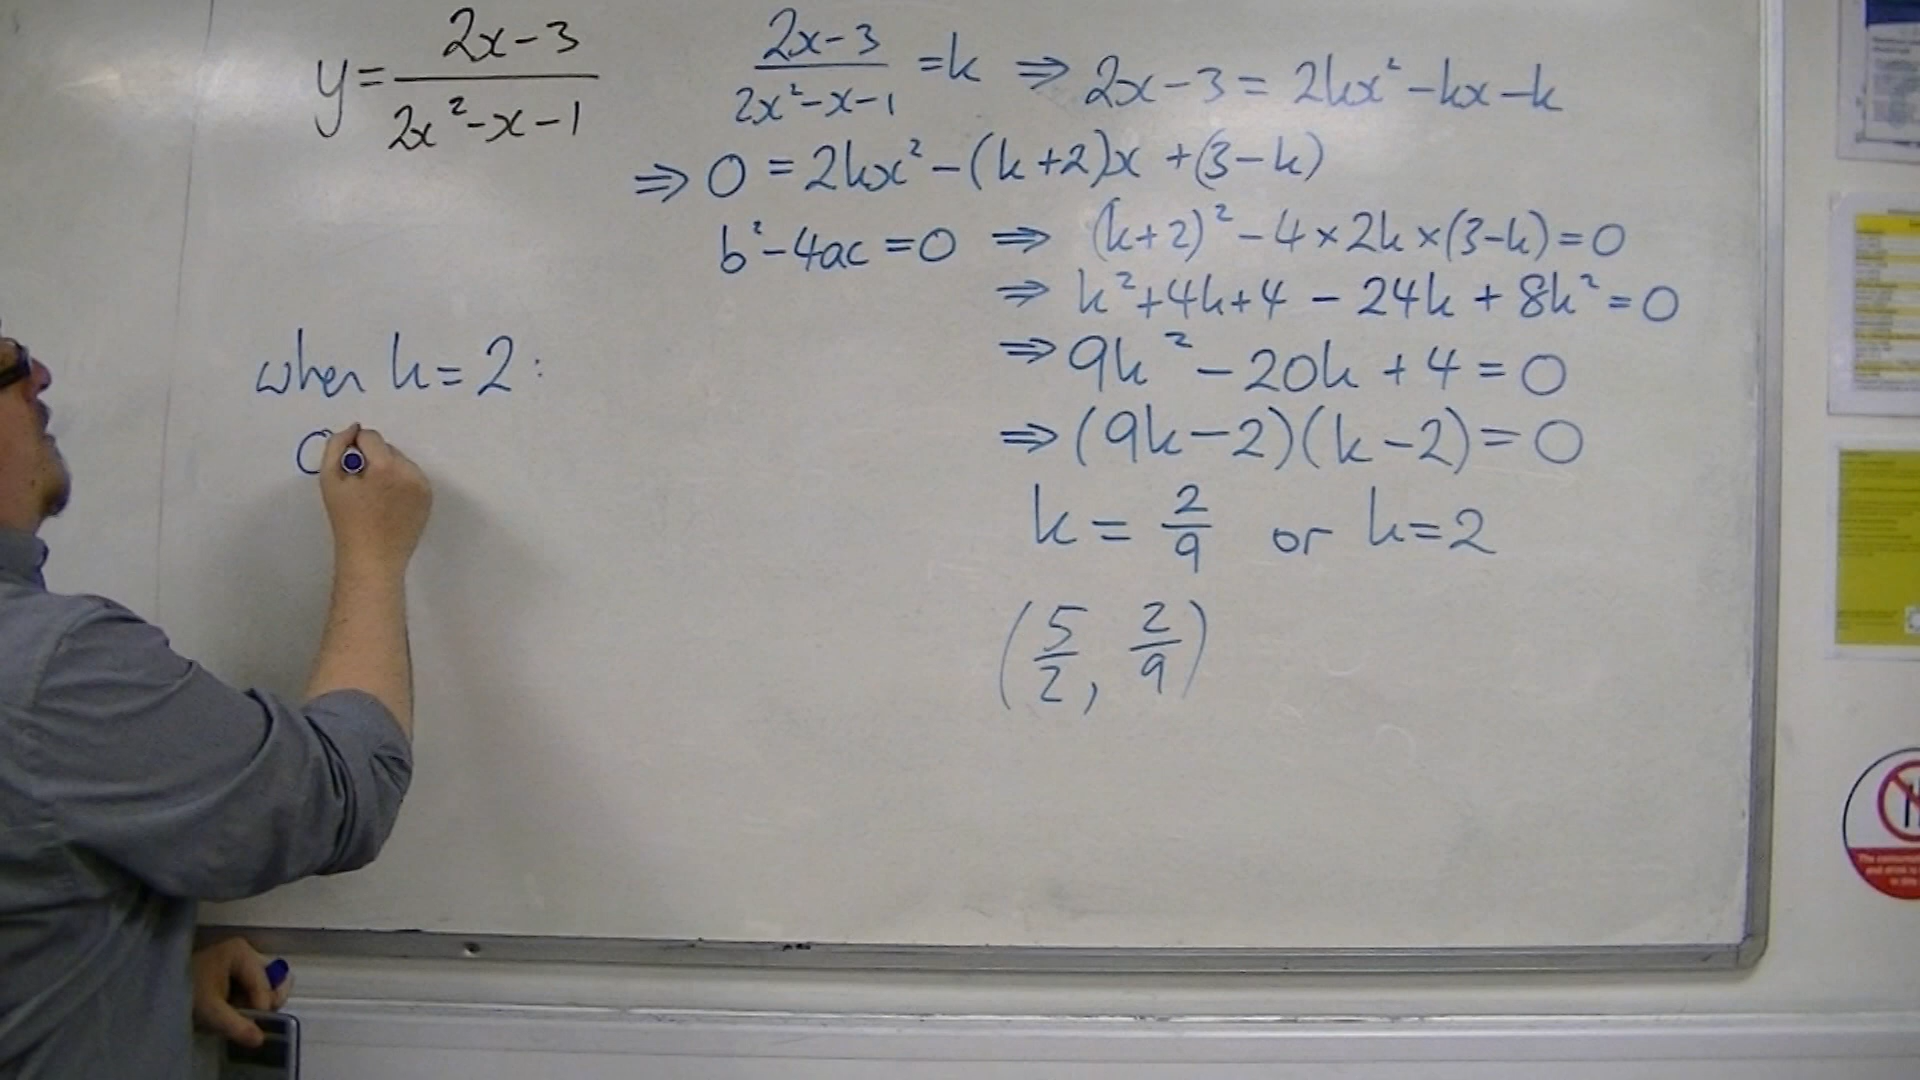 y = (2x-3)/(2x²-x-1)
(2x-3)/(2x²-x-1) = k ⇒ 2x-3 = 2kx²-kx-k
⇒ 0 = 2kx²-(k+2)x+(3-k)
b²-4ac=0 ⇒ (k+2)²-4×2k×(3-k)=0
⇒ k²+4k+4-24k+8k²=0
⇒ 9k²-20k+4=0
⇒ (9k-2)(k-2)=0
k = 2/9 or k=2
(5/2, 2/9)
when k=2: